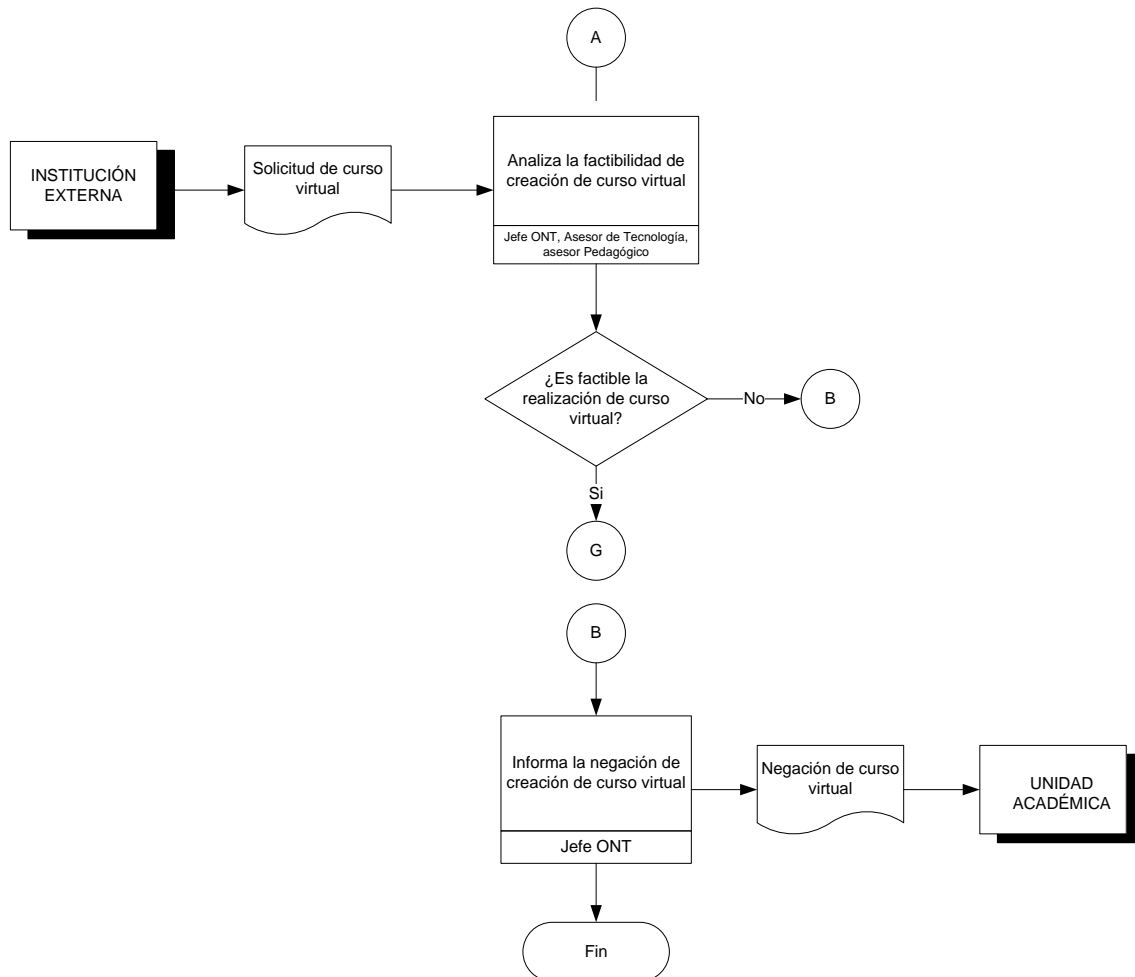 A
INSTITUCIÓN
EXTERNA
Solicitud de curso
virtual
Analiza la factibilidad de
creación de curso virtual
Jefe ONT, Asesor de Tecnología,
asesor Pedagógico
¿Es factible la
realización de curso
virtual?
No
B
Si
G
B
Informa la negación de
creación de curso virtual
Jefe ONT
Negación de curso
virtual
UNIDAD
ACADÉMICA
Fin